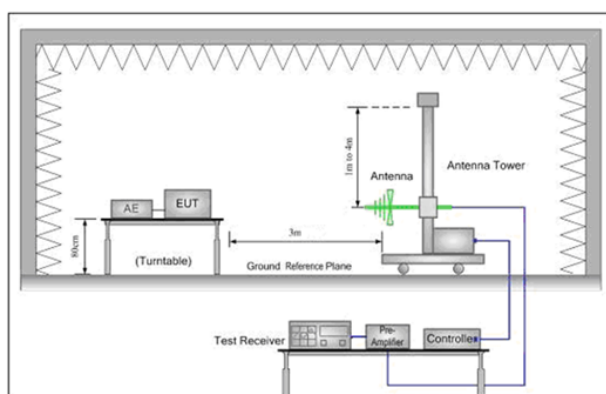 1m to 4m
Antenna
Antenna Tower
AE
EUT
80cm
(Turntable)
3m
Ground Reference Plane
Test Receiver
Pre-
Amplifier
Controller